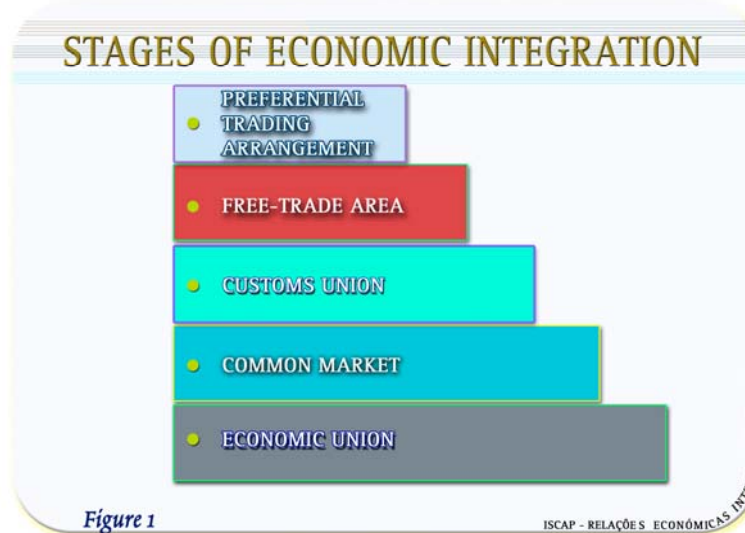 STAGES OF ECONOMIC INTEGRATION
PREFERENTIAL
TRADING
ARRANGEMENT
FREE-TRADE AREA
CUSTOMS UNION
COMMON MARKET
ECONOMIC UNION
Figure 1
ISCAP - RELAÇÕES ECONÓMICAS